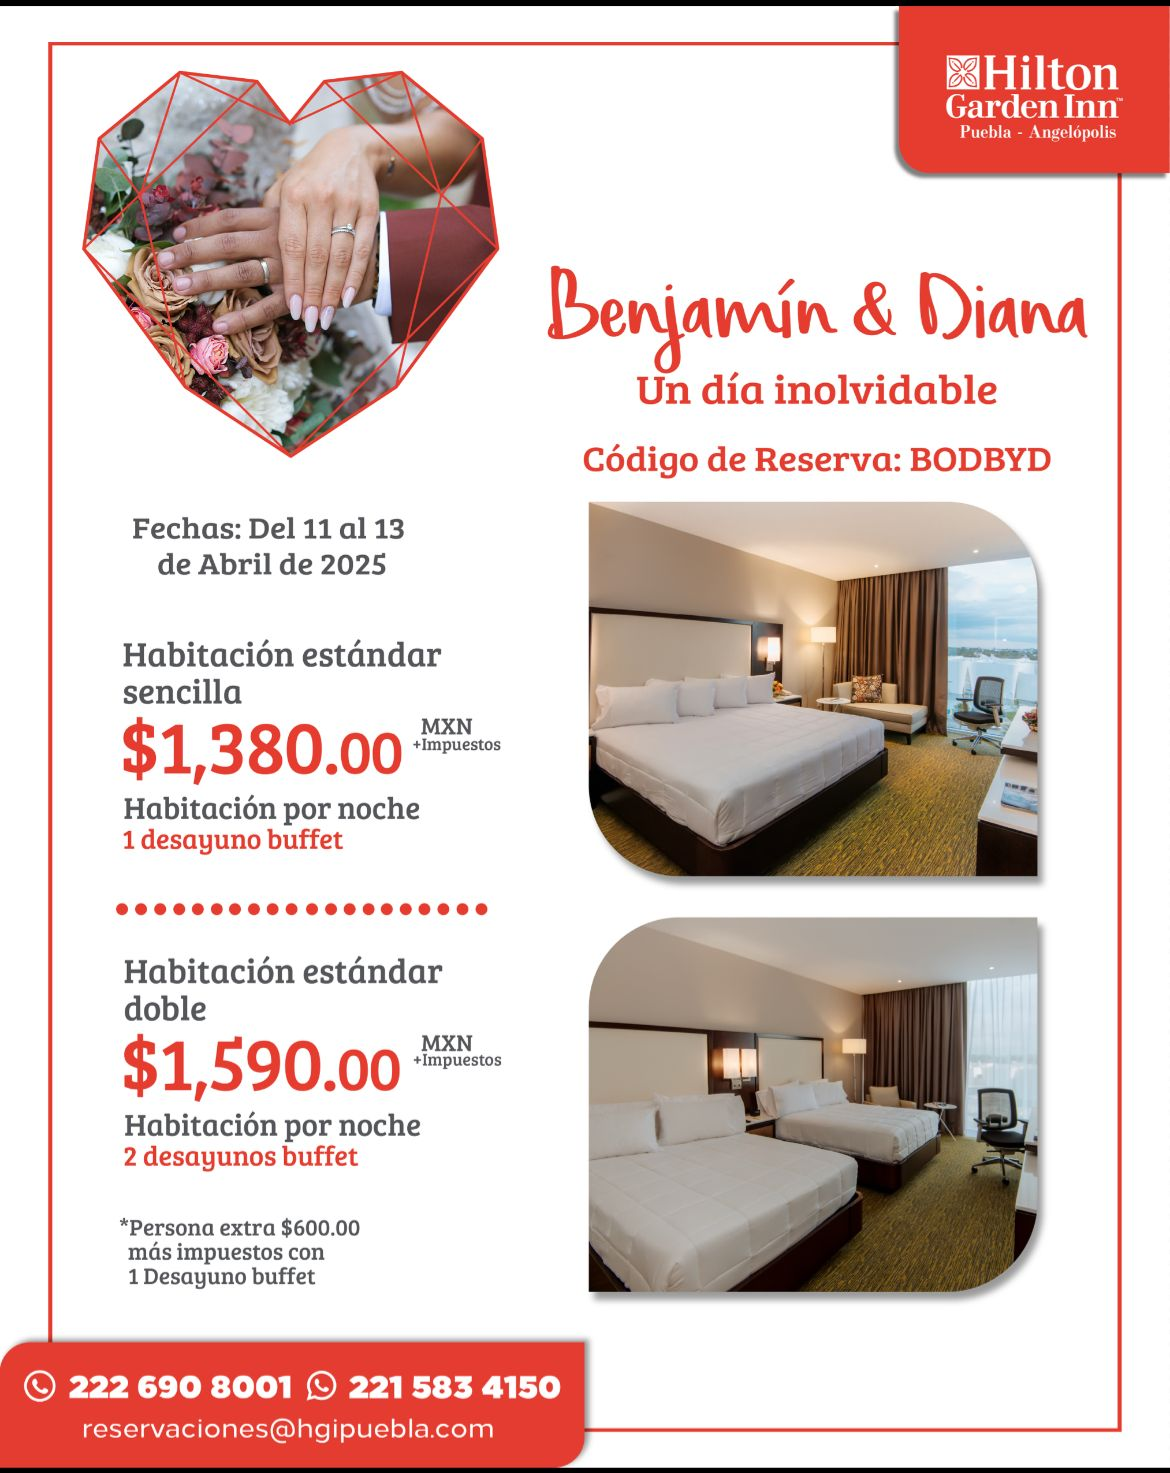 Hilton
Garden Inn™
Puebla - Angelópolis
Benjamín & Diana
Un día inolvidable
Código de Reserva: BODBYD
Fechas: Del 11 al 13
de Abril de 2025
Habitación estándar
sencilla
$1,380.00 MXN
+Impuestos
Habitación por noche
1 desayuno buffet
Habitación estándar
doble
$1,590.00 MXN
+Impuestos
Habitación por noche
2 desayunos buffet
*Persona extra $600.00
más impuestos con
1 Desayuno buffet
222 690 8001 221 583 4150
reservaciones@hgipuebla.com